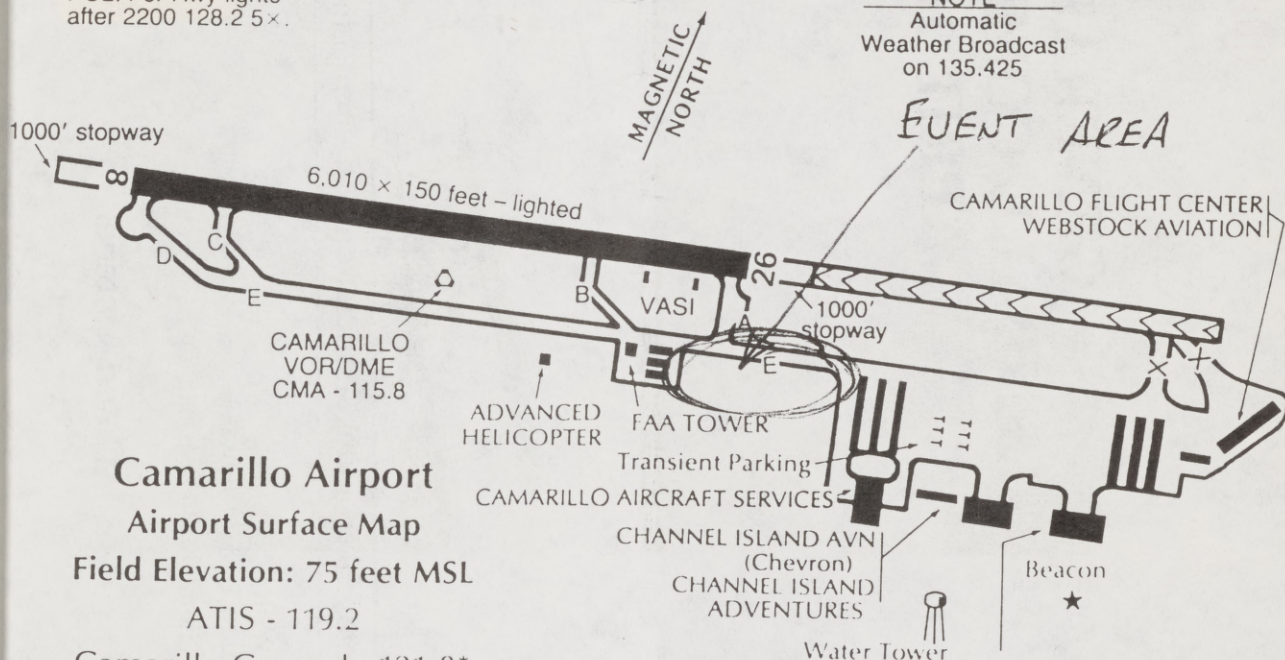 after 2200 128.2 5×.
NOTE
Automatic
Weather Broadcast
on 135.425
MAGNETIC
NORTH
EVENT AREA
1000' stopway
8
6,010 × 150 feet – lighted
CAMARILLO FLIGHT CENTER
WEBSTOCK AVIATION
D
C
E
B
VASI
26
A
1000'
stopway
E
CAMARILLO
VOR/DME
CMA - 115.8
ADVANCED
HELICOPTER
FAA TOWER
Transient Parking
CAMARILLO AIRCRAFT SERVICES
CHANNEL ISLAND AVN
(Chevron)
CHANNEL ISLAND
ADVENTURES
Beacon
Water Tower
Camarillo Airport
Airport Surface Map
Field Elevation: 75 feet MSL
ATIS - 119.2